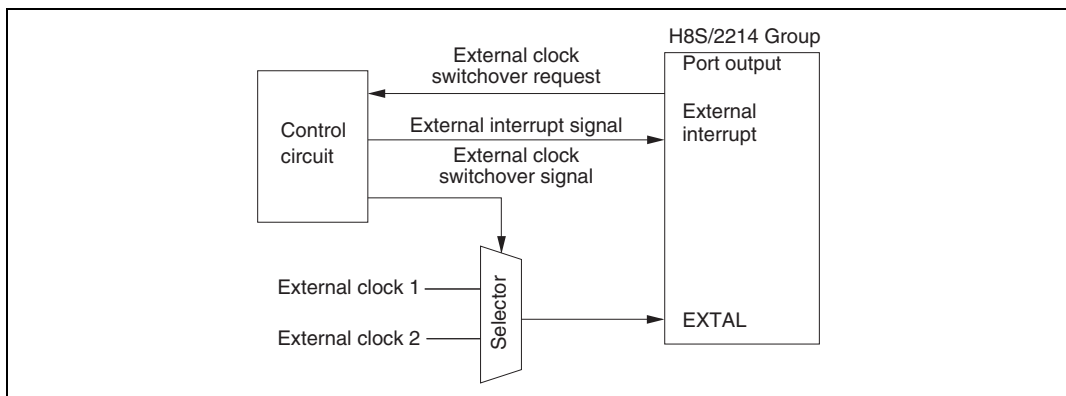 H8S/2214 Group
External clock
switchover request
Port output
Control
circuit
External interrupt signal
External
interrupt
External clock
switchover signal
External clock 1
External clock 2
Selector
EXTAL